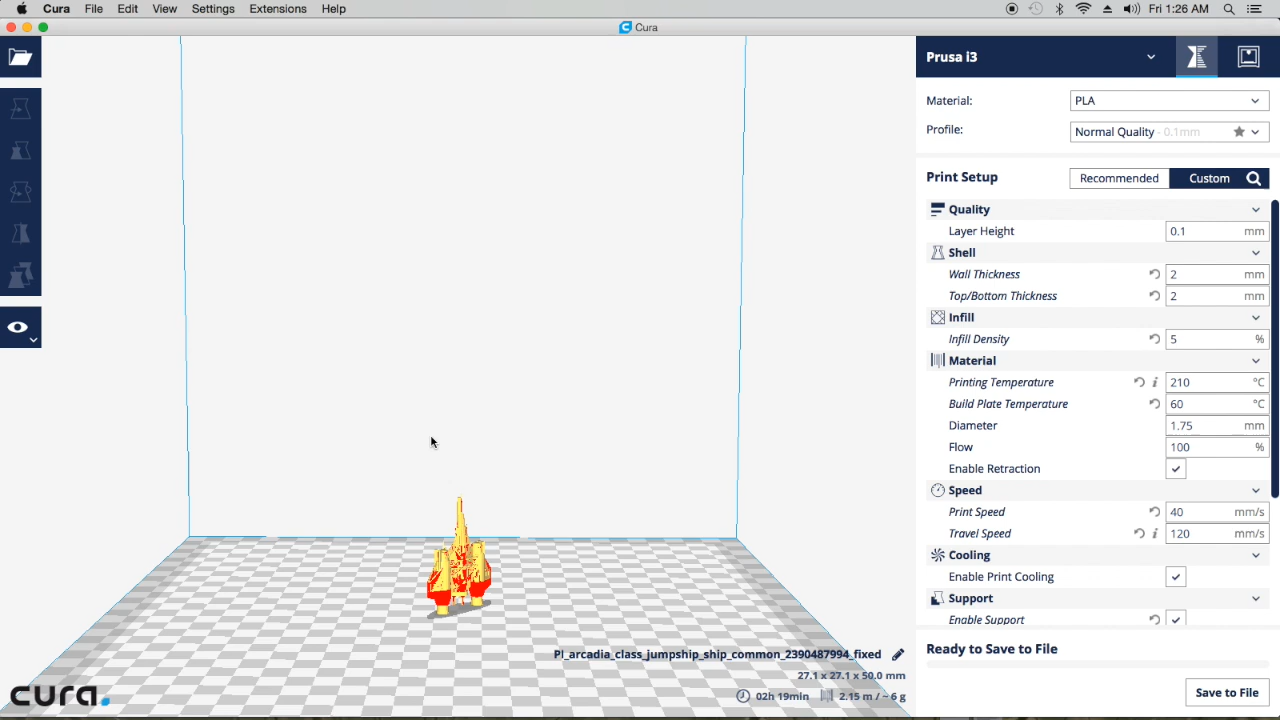 Cura File Edit View Settings Extensions Help Fri 1:26 AM
Cura
Prusa i3
Material: PLA
Profile: Normal Quality - 0.1mm
Print Setup Recommended Custom
Quality
Layer Height 0.1 mm
Shell
Wall Thickness 2 mm
Top/Bottom Thickness 2 mm
Infill
Infill Density 5 %
Material
Printing Temperature i 210 °C
Build Plate Temperature 60 °C
Diameter 1.75 mm
Flow 100 %
Enable Retraction
Speed
Print Speed 40 mm/s
Travel Speed i 120 mm/s
Cooling
Enable Print Cooling
Support
Enable Support
PI_arcadia_class_jumpship_ship_common_2390487994_fixed
27.1 x 27.1 x 50.0 mm
02h 19min 2.15 m / ~ 6 g
Ready to Save to File
Save to File
cura.